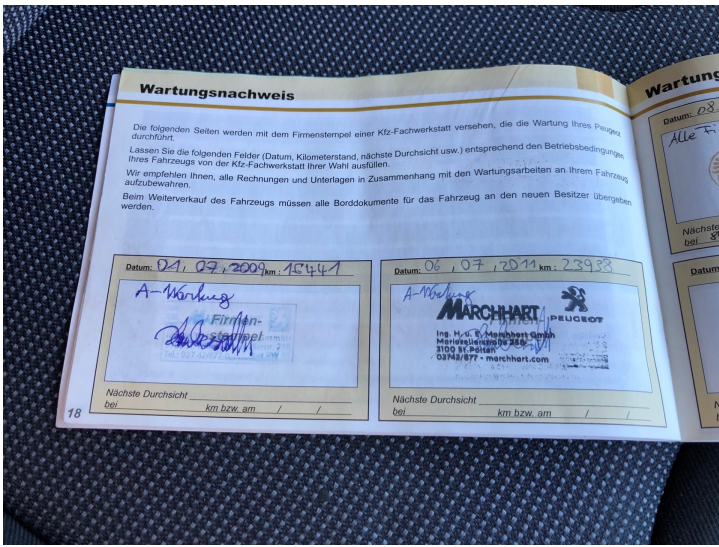 Wartungsnachweis
Die folgenden Seiten werden mit dem Firmenstempel einer Kfz-Fachwerkstatt versehen, die die Wartung Ihres Peugeot
durchführt.
Lassen Sie die folgenden Felder (Datum, Kilometerstand, nächste Durchsicht usw.) entsprechend den Betriebsbedingungen
Ihres Fahrzeugs von der Kfz-Fachwerkstatt Ihrer Wahl ausfüllen.
Wir empfehlen Ihnen, alle Rechnungen und Unterlagen in Zusammenhang mit den Wartungsarbeiten an Ihrem Fahrzeug
aufzubewahren.
Beim Weiterverkauf des Fahrzeugs müssen alle Borddokumente für das Fahrzeug an den neuen Besitzer übergeben
werden.
Datum: 01, 07, 2009 km: 15441
A-Wartung
Firmen-
stempel
Nächste Durchsicht
bei km bzw. am / /
18
Datum: 06, 07, 2011 km: 23938
A-Wartung
MARCHHART PEUGEOT
Ing. H. u. E. Marchhart GmbH
Mariazellerstraße
3100 St. Pölten
02742/877 • marchhart.com
Nächste Durchsicht
bei km bzw. am / /
Wartung
Datum: 08.
Alle
Nächste
bei
Datum